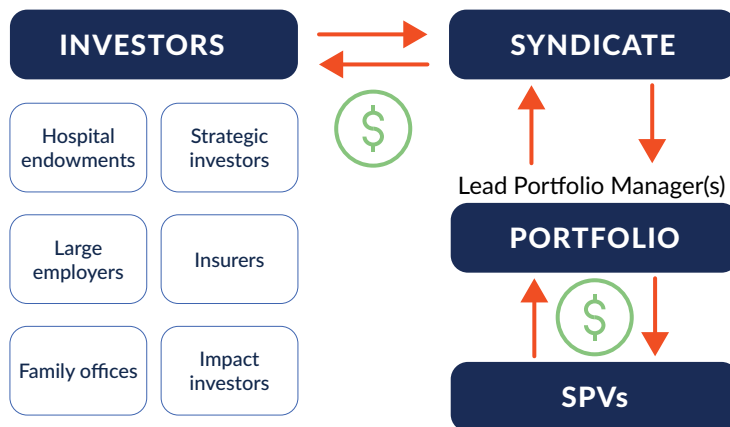 INVESTORS
SYNDICATE
Hospital
endowments
Strategic
investors
$
Lead Portfolio Manager(s)
PORTFOLIO
Large
employers
Insurers
$
Family offices
Impact
investors
SPVs